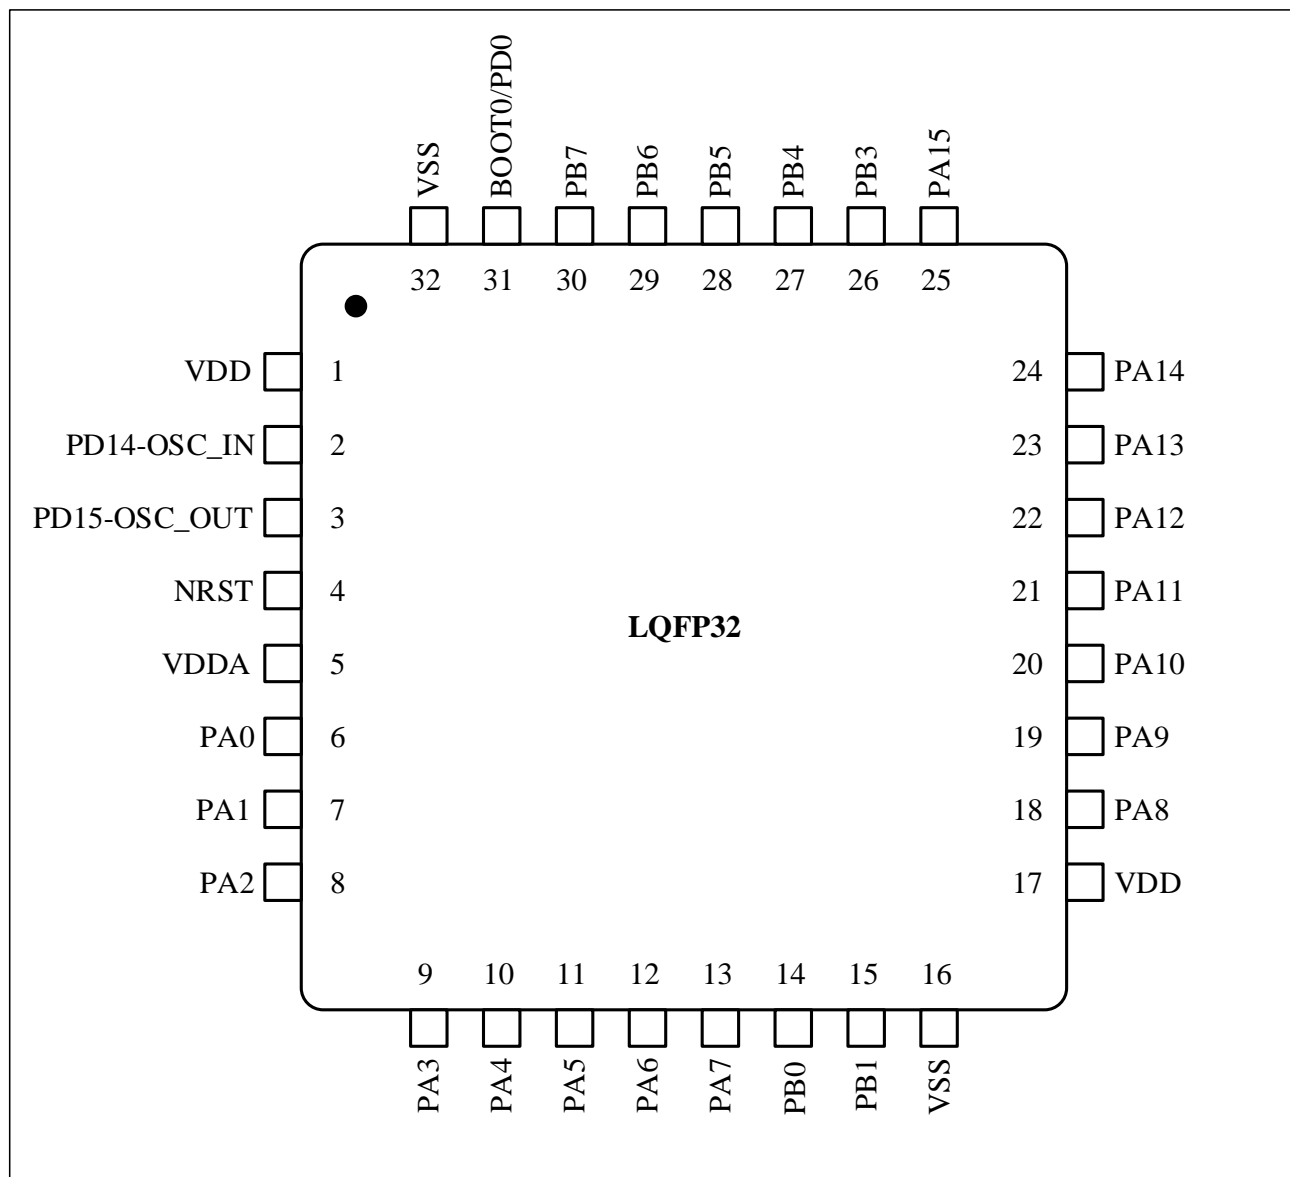 VSS
BOOT0/PD0
PB7
PB6
PB5
PB4
PB3
PA15
32 31 30 29 28 27 26 25
VDD 1 24 PA14
PD14-OSC_IN 2 23 PA13
PD15-OSC_OUT 3 22 PA12
NRST 4 21 PA11
LQFP32
VDDA 5 20 PA10
PA0 6 19 PA9
PA1 7 18 PA8
PA2 8 17 VDD
9 10 11 12 13 14 15 16
PA3
PA4
PA5
PA6
PA7
PB0
PB1
VSS